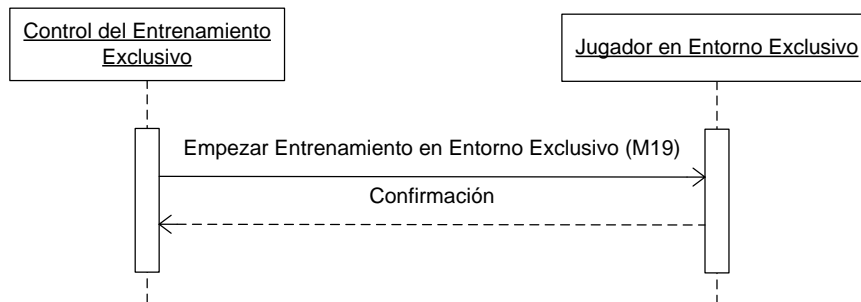 Control del Entrenamiento
Exclusivo
Jugador en Entorno Exclusivo
Empezar Entrenamiento en Entorno Exclusivo (M19)
Confirmación